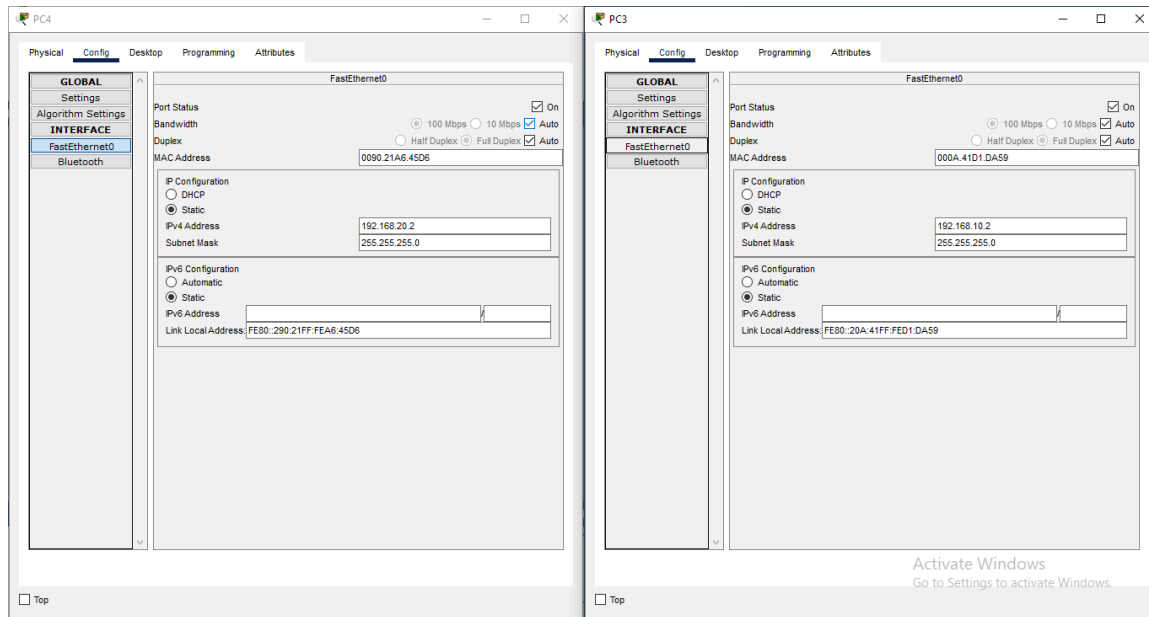 PC4
Physical Config Desktop Programming Attributes
GLOBAL
Settings
Algorithm Settings
INTERFACE
FastEthernet0
Bluetooth
FastEthernet0
Port Status On
Bandwidth 100 Mbps 10 Mbps Auto
Duplex Half Duplex Full Duplex Auto
MAC Address 0090.21A6.45D6
IP Configuration
DHCP
Static
IPv4 Address 192.168.20.2
Subnet Mask 255.255.255.0
IPv6 Configuration
Automatic
Static
IPv6 Address /
Link Local Address: FE80::290:21FF:FEA6:45D6
Top
PC3
Physical Config Desktop Programming Attributes
GLOBAL
Settings
Algorithm Settings
INTERFACE
FastEthernet0
Bluetooth
FastEthernet0
Port Status On
Bandwidth 100 Mbps 10 Mbps Auto
Duplex Half Duplex Full Duplex Auto
MAC Address 000A.41D1.DA59
IP Configuration
DHCP
Static
IPv4 Address 192.168.10.2
Subnet Mask 255.255.255.0
IPv6 Configuration
Automatic
Static
IPv6 Address /
Link Local Address: FE80::20A:41FF:FED1:DA59
Activate Windows
Go to Settings to activate Windows.
Top